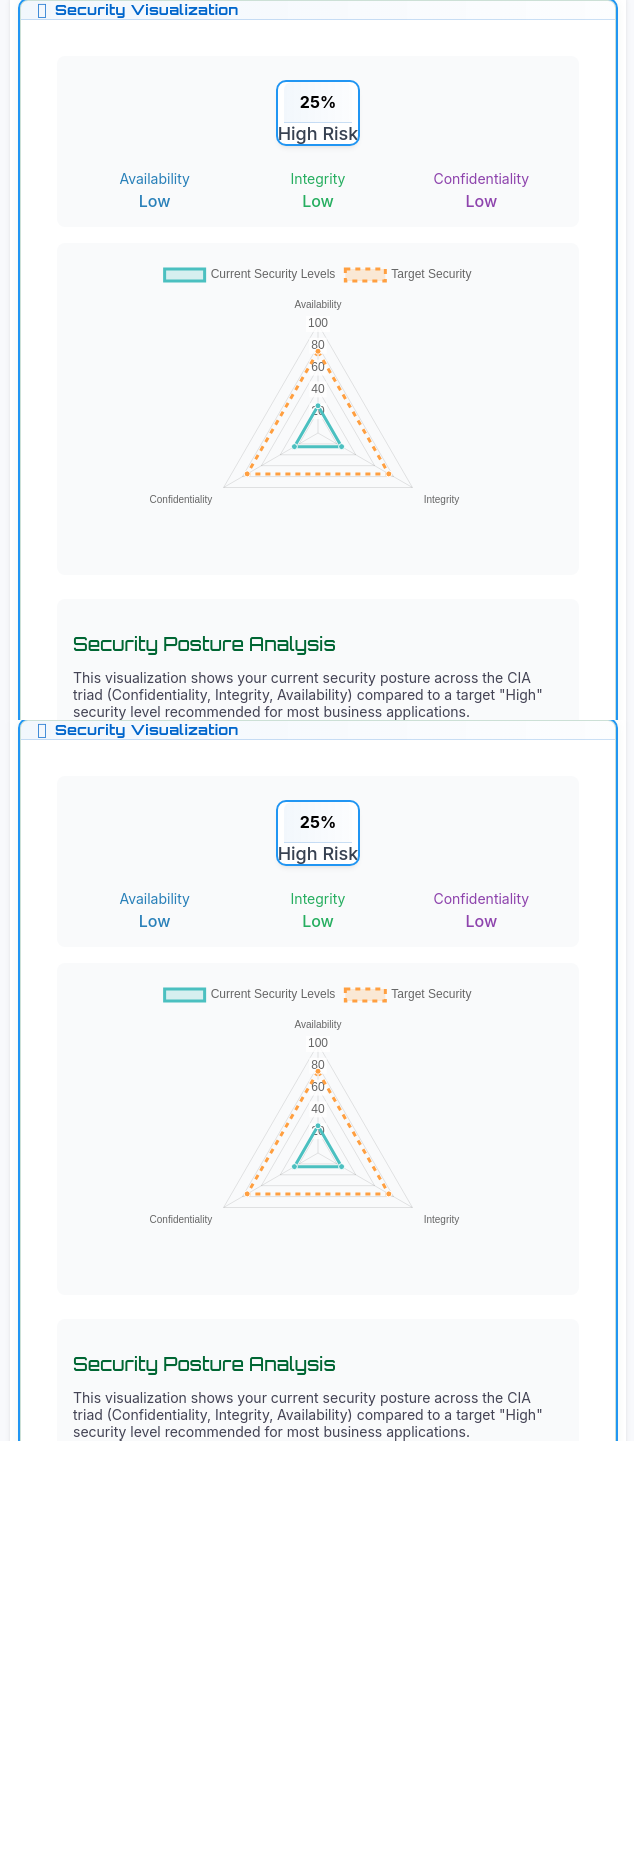 Security Visualization
25%
High Risk
Availability
Integrity
Confidentiality
Low
Low
Low
Current Security Levels
Target Security
Availability
100
80
60
40
20
Confidentiality
Integrity
Security Posture Analysis
This visualization shows your current security posture across the CIA
triad (Confidentiality, Integrity, Availability) compared to a target "High"
security level recommended for most business applications.
Security Visualization
25%
High Risk
Availability
Integrity
Confidentiality
Low
Low
Low
Current Security Levels
Target Security
Availability
100
80
60
40
20
Confidentiality
Integrity
Security Posture Analysis
This visualization shows your current security posture across the CIA
triad (Confidentiality, Integrity, Availability) compared to a target "High"
security level recommended for most business applications.